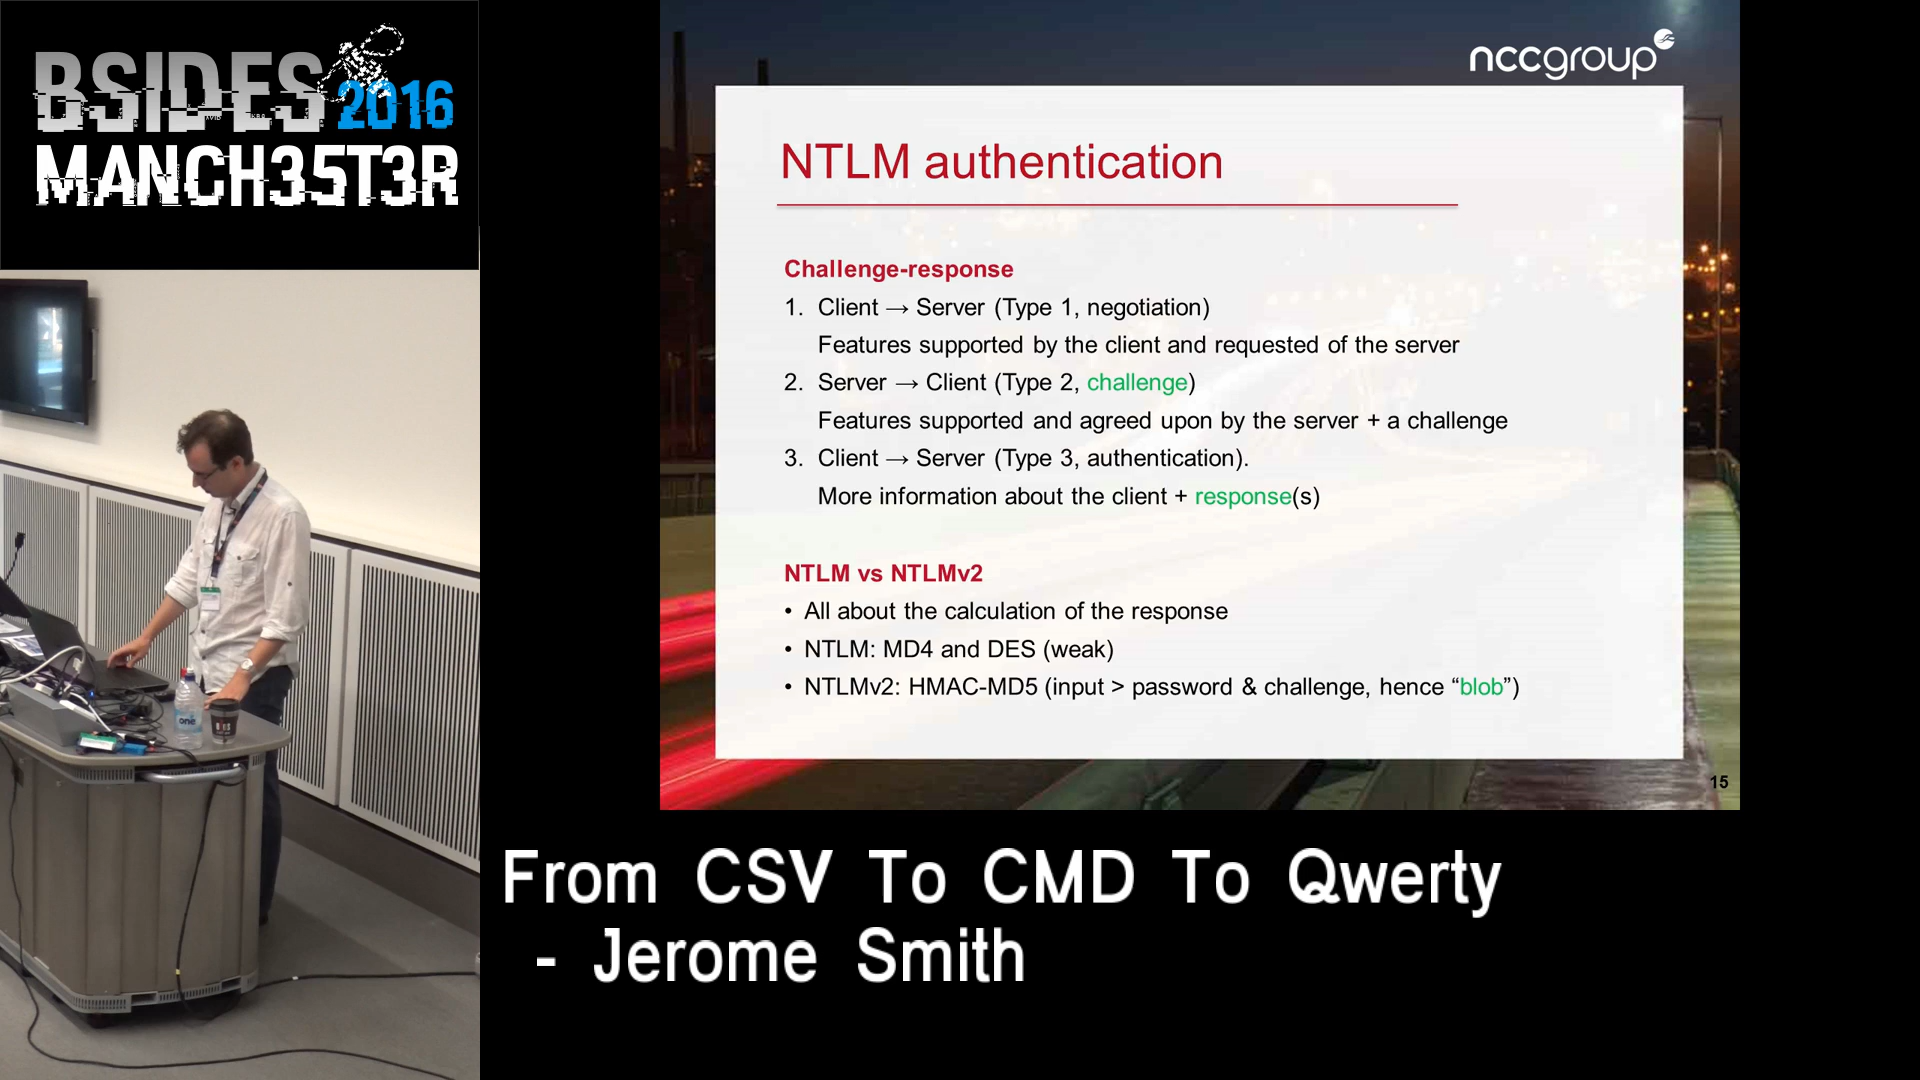 BSIDES 2016
MANCH35T3R
nccgroup
NTLM authentication
Challenge-response
1. Client → Server (Type 1, negotiation)
Features supported by the client and requested of the server
2. Server → Client (Type 2, challenge)
Features supported and agreed upon by the server + a challenge
3. Client → Server (Type 3, authentication).
More information about the client + response(s)
NTLM vs NTLMv2
• All about the calculation of the response
• NTLM: MD4 and DES (weak)
• NTLMv2: HMAC-MD5 (input > password & challenge, hence “blob”)
15
one
From CSV To CMD To Qwerty
- Jerome Smith